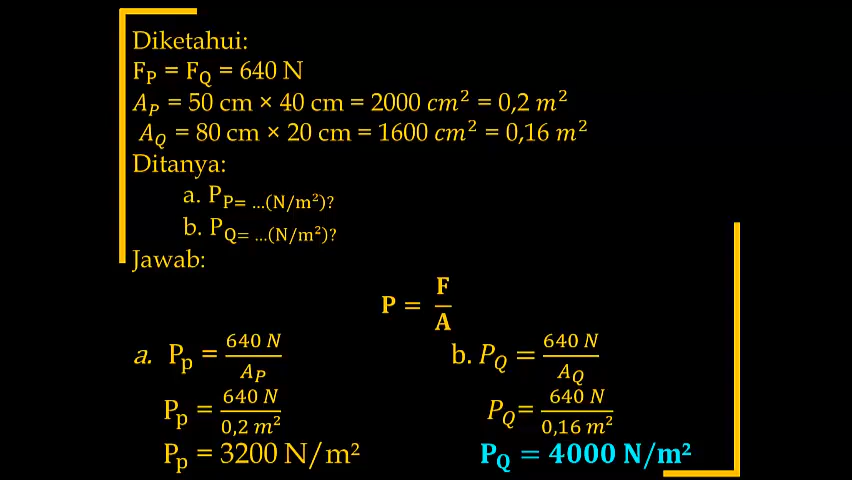 Diketahui:
F_P = F_Q = 640 N
A_P = 50 cm × 40 cm = 2000 cm² = 0,2 m²
A_Q = 80 cm × 20 cm = 1600 cm² = 0,16 m²
Ditanya:
a. P_P= ...(N/m²)?
b. P_Q= ...(N/m²)?
Jawab:
P = F/A
a. P_p = 640 N/A_P
P_p = 640 N/0,2 m²
P_p = 3200 N/m²
b. P_Q = 640 N/A_Q
P_Q= 640 N/0,16 m²
P_Q = 4000 N/m²